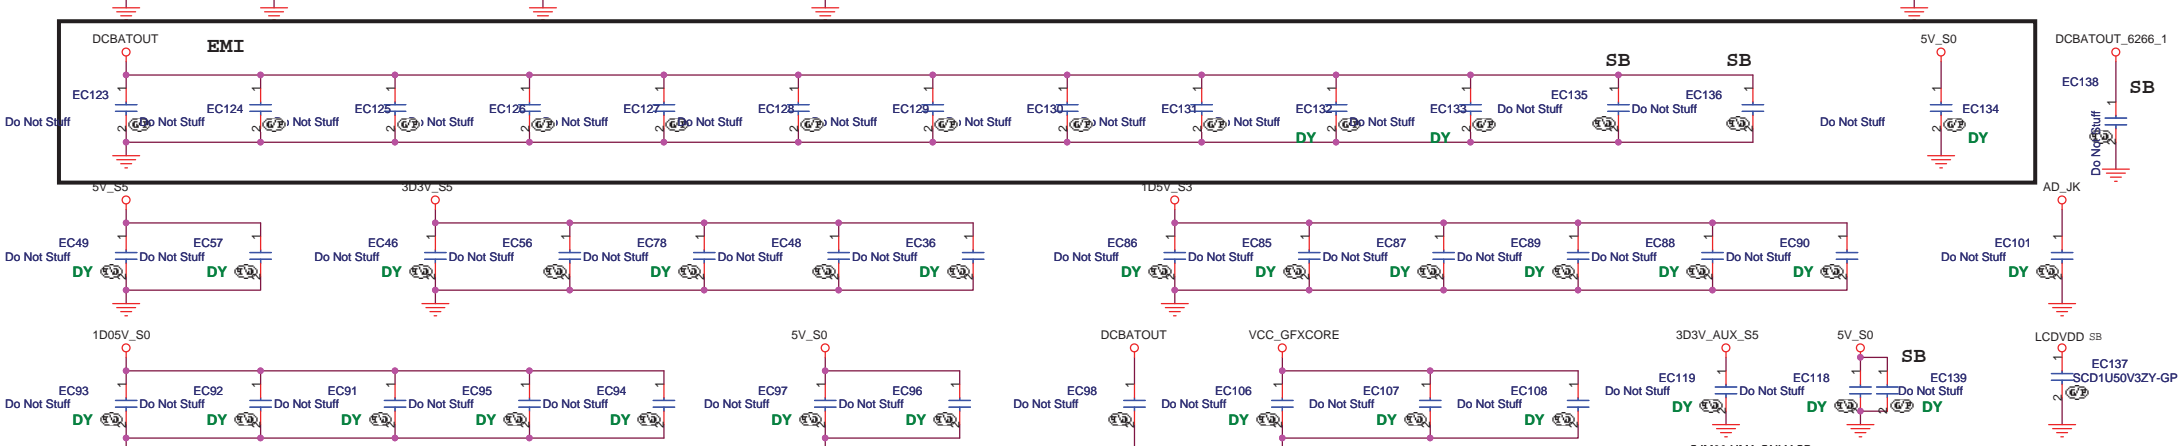 DCBATOUT
EMI
SB
SB
5V_S0
DCBATOUT_6266_1
EC123
EC124
EC125
EC126
EC127
EC128
EC129
EC130
EC131
EC132
EC133
EC135
EC136
EC134
EC138
SB
Do Not Stuff
Do Not Stuff
Not Stuff
Not Stuff
Not Stuff
Do Not Stuff
Not Stuff
Not Stuff
Not Stuff
Not Stuff
Do Not Stuff
Do Not Stuff
Do Not Stuff
Do Not Stuff
Do Not Stuff
DY
DY
DY
5V_S5
3D3V_S5
1D5V_S3
AD_JK
EC49
EC57
EC46
EC56
EC78
EC48
EC36
EC86
EC85
EC87
EC89
EC88
EC90
EC101
Do Not Stuff
Do Not Stuff
Do Not Stuff
Do Not Stuff
Do Not Stuff
Do Not Stuff
Do Not Stuff
Do Not Stuff
Do Not Stuff
Do Not Stuff
Do Not Stuff
Do Not Stuff
Do Not Stuff
Do Not Stuff
DY
DY
DY
DY
DY
DY
DY
DY
DY
DY
DY
DY
1D05V_S0
5V_S0
DCBATOUT
VCC_GFXCORE
3D3V_AUX_S5
5V_S0
SB
LCDVDD SB
EC93
EC92
EC91
EC95
EC94
EC97
EC96
EC98
EC106
EC107
EC108
EC119
EC118
EC139
EC137
SCD1U50V3ZY-GP
Do Not Stuff
Do Not Stuff
Do Not Stuff
Do Not Stuff
Do Not Stuff
Do Not Stuff
Do Not Stuff
Do Not Stuff
Do Not Stuff
Do Not Stuff
Do Not Stuff
Do Not Stuff
Do Not Stuff
Do Not Stuff
DY
DY
DY
DY
DY
DY
DY
DY
DY
DY
DY
DY
DY